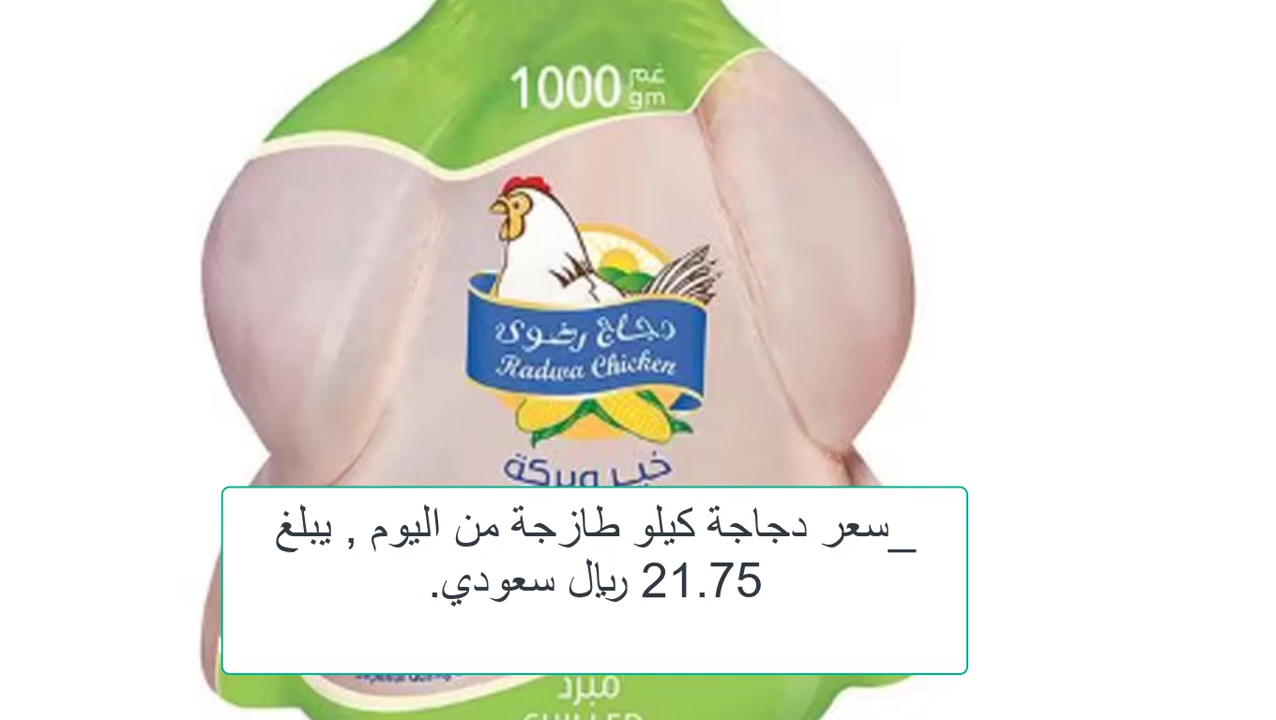 1000 غم
gm
دجاج رضوى
Radwa Chicken
خير وبركة
_سعر دجاجة كيلو طازجة من اليوم , يبلغ
21.75 ريال سعودي.
مبرد
CHILLED